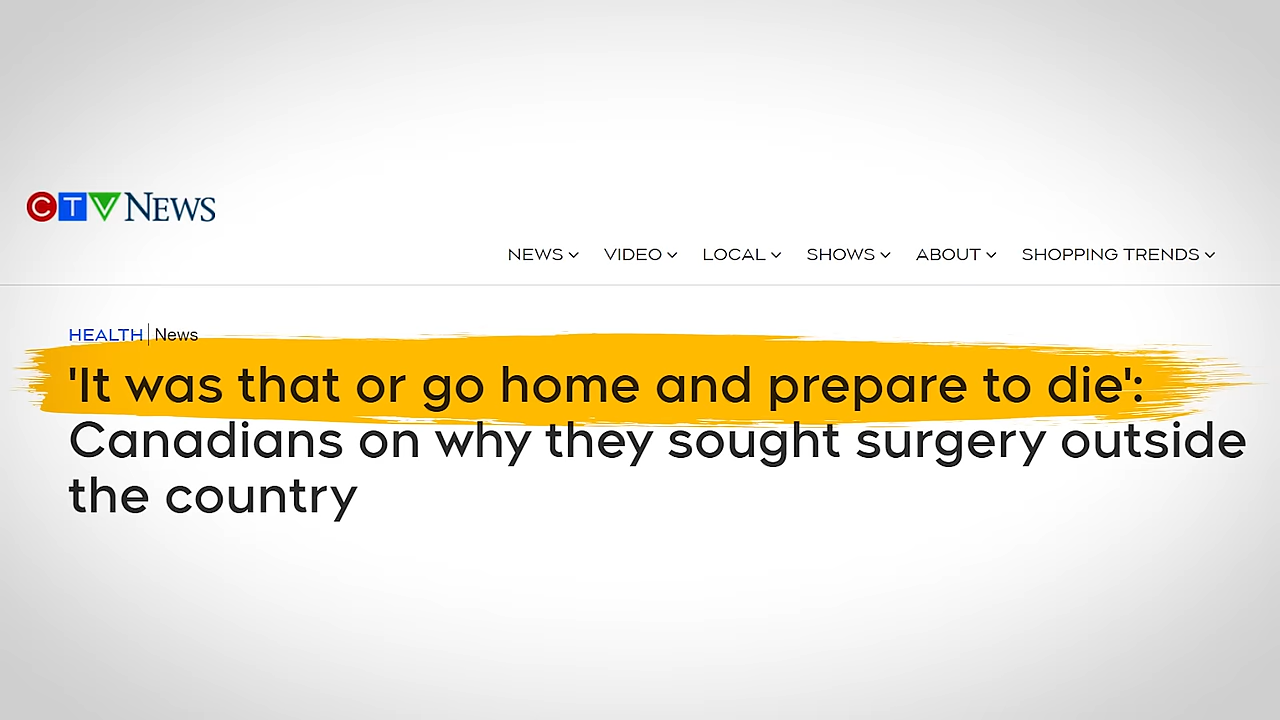 CTV NEWS
NEWS VIDEO LOCAL SHOWS ABOUT SHOPPING TRENDS
HEALTH | News
'It was that or go home and prepare to die':
Canadians on why they sought surgery outside
the country